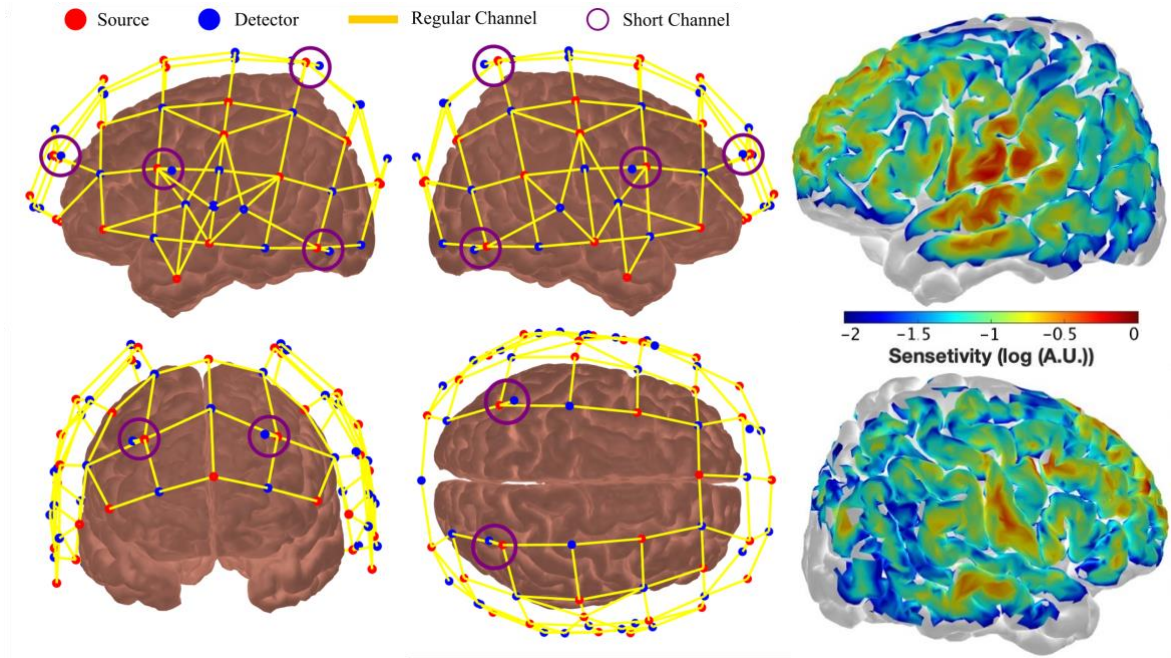 Source Detector Regular Channel Short Channel
-2 -1.5 -1 -0.5 0
Sensetivity (log (A.U.))